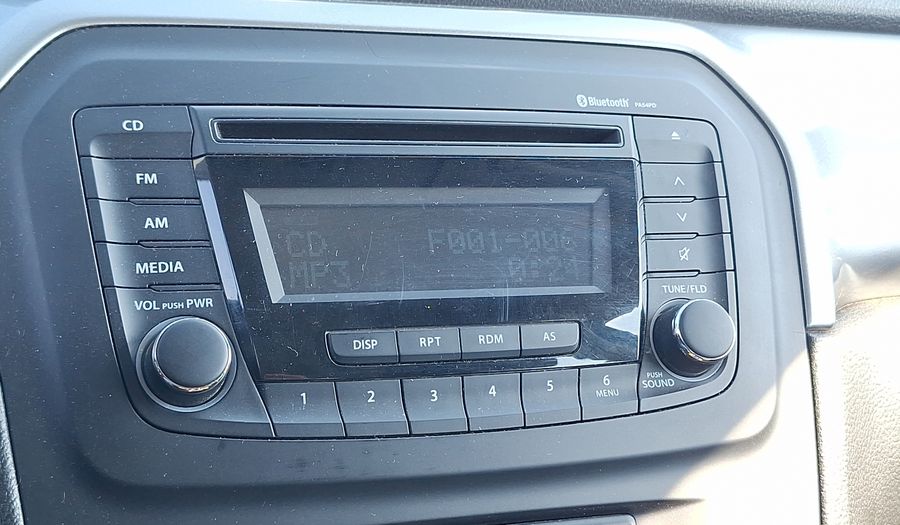 Bluetooth PA54PD
CD
FM
AM
MEDIA
VOL PUSH PWR
CD F001-006
MP3
DISP RPT RDM AS
1 2 3 4 5 6 MENU
TUNE/FLD
PUSH SOUND